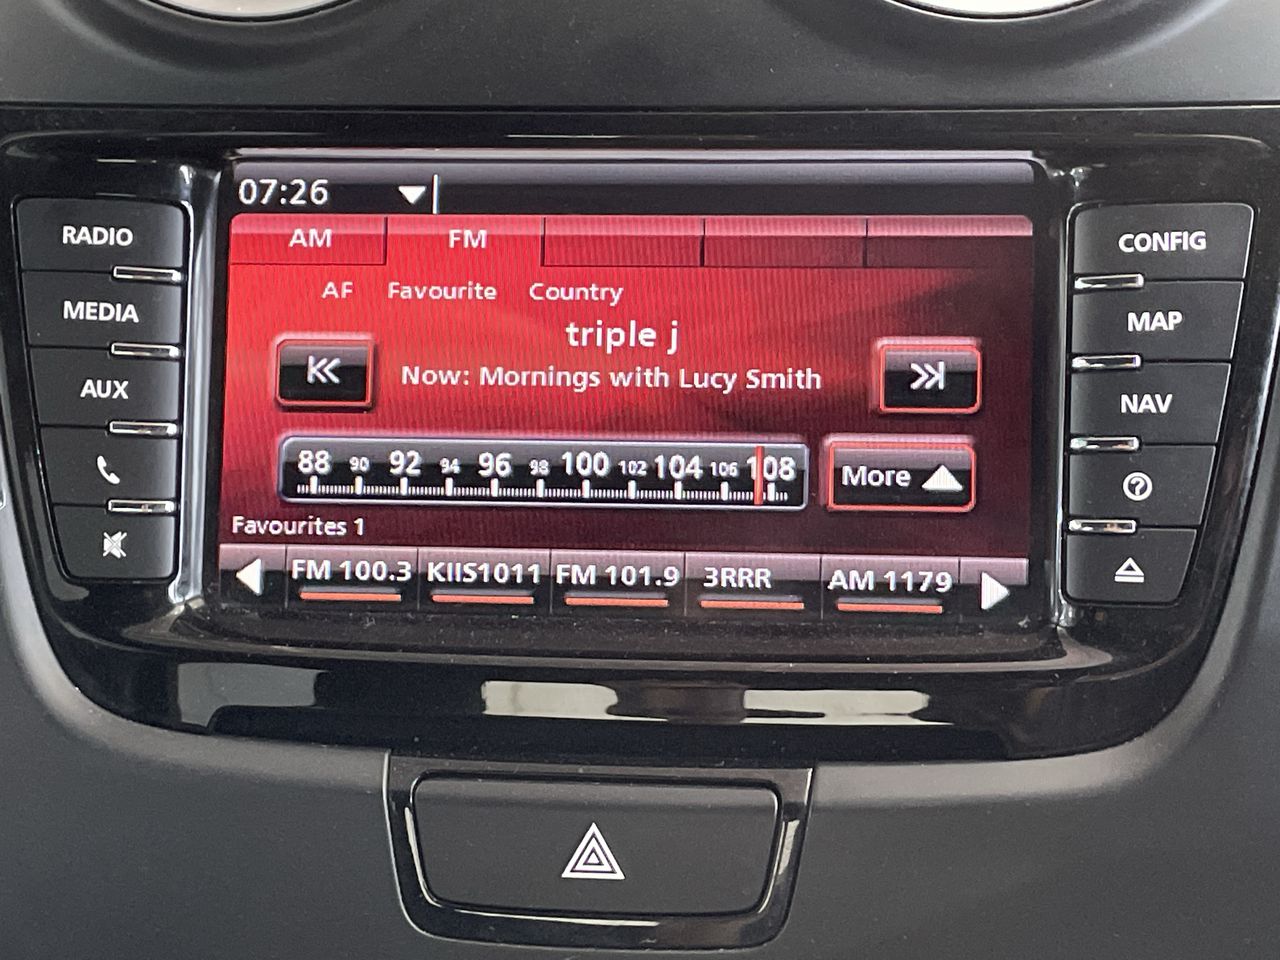 07:26
AM FM
AF Favourite Country
triple j
Now: Mornings with Lucy Smith
88 90 92 94 96 98 100 102 104 106 108
More
Favourites 1
FM 100.3 KIIS1011 FM 101.9 3RRR AM 1179
RADIO
MEDIA
AUX
CONFIG
MAP
NAV
?